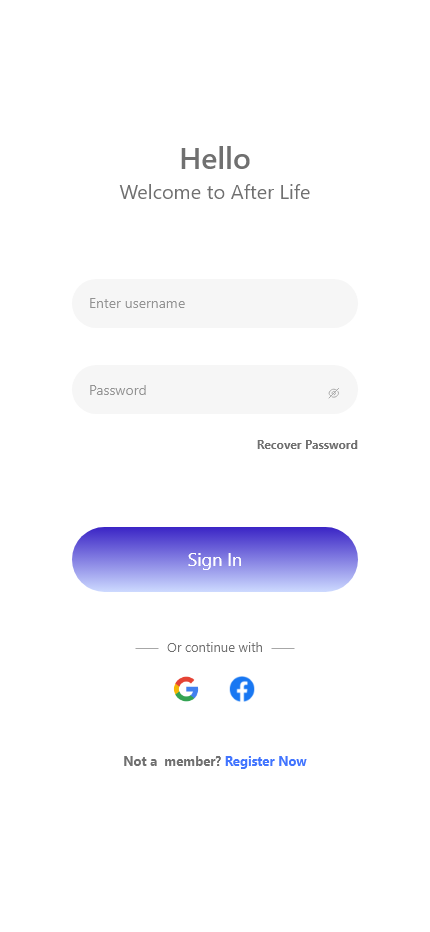 Hello
Welcome to After Life
Enter username
Password
Recover Password
Sign In
Or continue with
Not a  member? Register Now